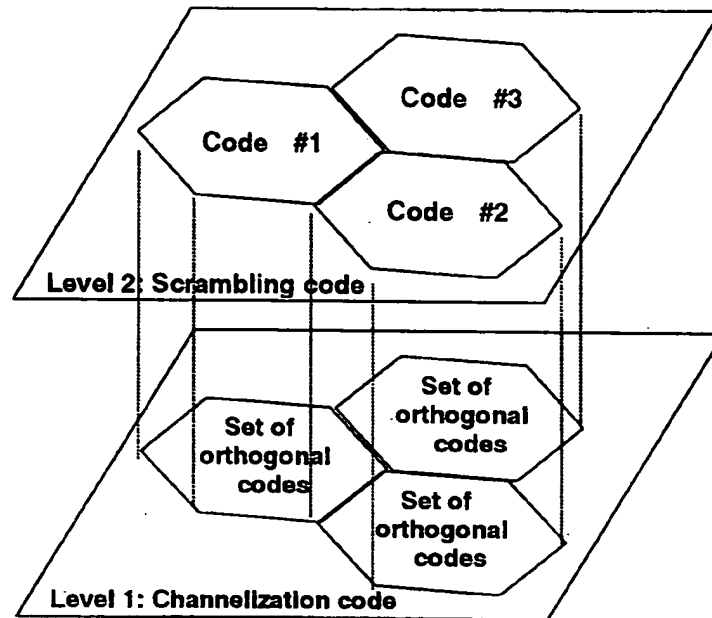 Code #3
Code #1
Code #2
Level 2: Scrambling code
Set of
orthogonal
codes
Set of
orthogonal
codes
Set of
orthogonal
codes
Level 1: Channelization code